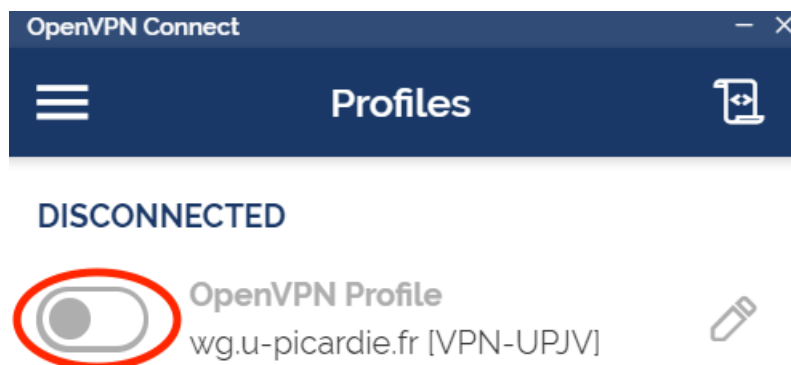 OpenVPN Connect
Profiles
DISCONNECTED
OpenVPN Profile
wg.u-picardie.fr [VPN-UPJV]